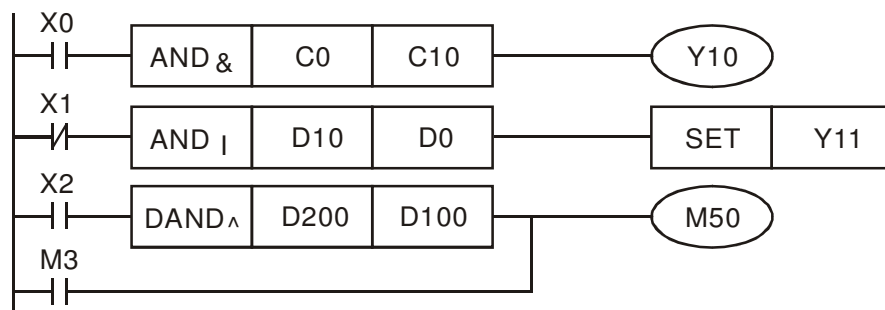 X0
AND & C0 C10 Y10
X1
AND | D10 D0 SET Y11
X2
DAND ^ D200 D100 M50
M3